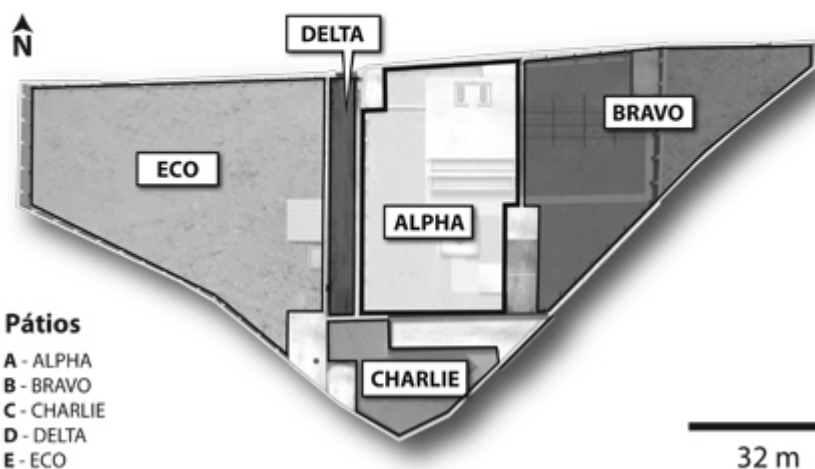 N
DELTA
BRAVO
ECO
ALPHA
CHARLIE
Pátios
A - ALPHA
B - BRAVO
C - CHARLIE
D - DELTA
E - ECO
32 m